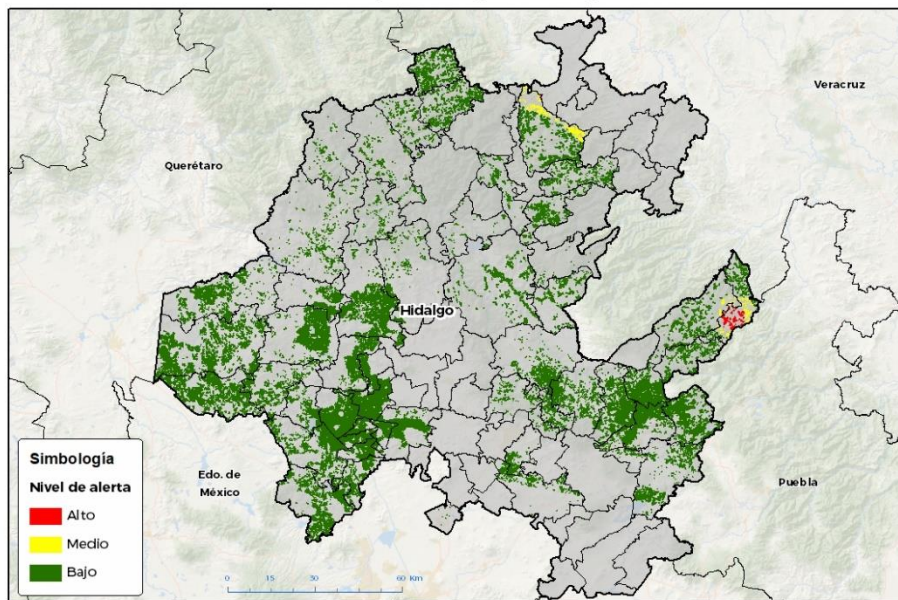 Veracruz
Querétaro
Hidalgo
Simbología
Nivel de alerta
Alto
Medio
Bajo
Edo. de
México
Puebla
0 15 30 60 Km